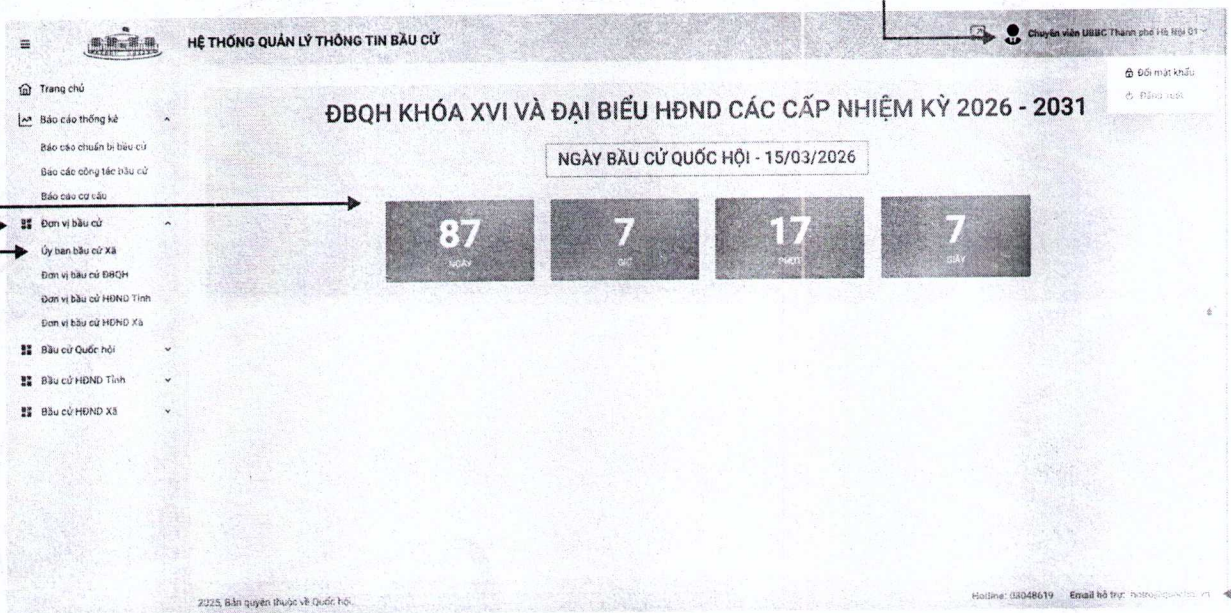 HỆ THỐNG QUẢN LÝ THÔNG TIN BẦU CỬ
Chuyên viên UBBC Thành phố Hà Nội 01
Đổi mật khẩu
Đăng xuất
Trang chủ
Báo cáo thống kê
Báo cáo chuẩn bị bầu cử
Báo cáo công tác bầu cử
Báo cáo cơ cấu
Đơn vị bầu cử
Ủy ban bầu cử Xã
Đơn vị bầu cử ĐBQH
Đơn vị bầu cử HĐND Tỉnh
Đơn vị bầu cử HĐND Xã
Bầu cử Quốc hội
Bầu cử HĐND Tỉnh
Bầu cử HĐND Xã
ĐBQH KHÓA XVI VÀ ĐẠI BIỂU HĐND CÁC CẤP NHIỆM KỲ 2026 - 2031
NGÀY BẦU CỬ QUỐC HỘI - 15/03/2026
87 7 17 7
NGÀY GIỜ PHÚT GIÂY
2025, Bản quyền thuộc về Quốc hội
Hotline: 08048619 Email hỗ trợ: